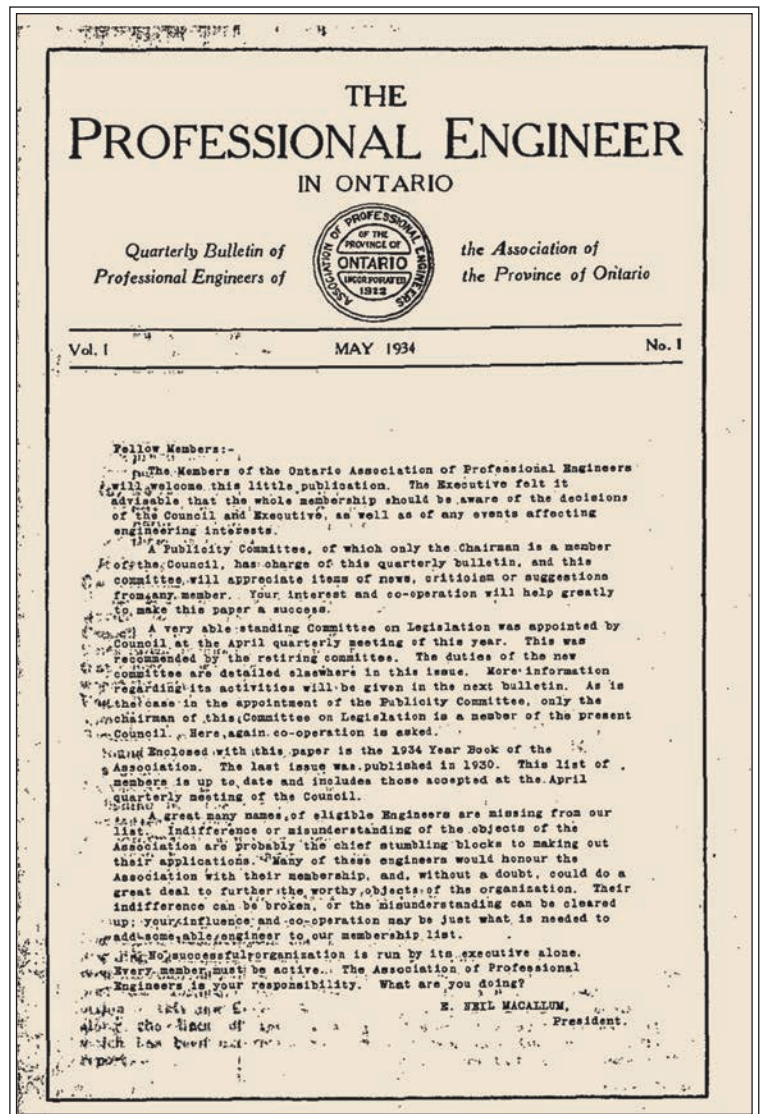 THE
PROFESSIONAL ENGINEER
IN ONTARIO
Quarterly Bulletin of the Association of
Professional Engineers of the Province of Ontario
ASSOCIATION OF PROFESSIONAL ENGINEERS
OF THE
PROVINCE OF
ONTARIO
INCORPORATED
1922
Vol. I MAY 1934 No. 1
Fellow Members:-
The Members of the Ontario Association of Professional Engineers
will welcome this little publication. The Executive felt it
advisable that the whole membership should be aware of the decisions
of the Council and Executive, as well as of any events affecting
engineering interests.
A Publicity Committee, of which only the Chairman is a member
of the Council, has charge of this quarterly bulletin, and this
committee will appreciate items of news, criticism or suggestions
from any member. Your interest and co-operation will help greatly
to make this paper a success.
A very able standing Committee on Legislation was appointed by
Council at the April quarterly meeting of this year. This was
recommended by the retiring committee. The duties of the new
committee are detailed elsewhere in this issue. More information
regarding its activities will be given in the next bulletin. As is
the case in the appointment of the Publicity Committee, only the
chairman of this Committee on Legislation is a member of the present
Council. Here again co-operation is asked.
Enclosed with this paper is the 1934 Year Book of the
Association. The last issue was published in 1930. This list of
members is up to date and includes those accepted at the April
quarterly meeting of the Council.
A great many names of eligible Engineers are missing from our
list. Indifference or misunderstanding of the objects of the
Association are probably the chief stumbling blocks to making out
their applications. Many of these engineers would honour the
Association with their membership, and, without a doubt, could do a
great deal to further the worthy objects of the organization. Their
indifference can be broken, or the misunderstanding can be cleared
up; your influence and co-operation may be just what is needed to
add some able engineer to our membership list.
No successful organization is run by its executive alone.
Every member must be active. The Association of Professional
Engineers is your responsibility. What are you doing?
E. NEIL MACALLUM,
President.
along the lines of
which has been
report.